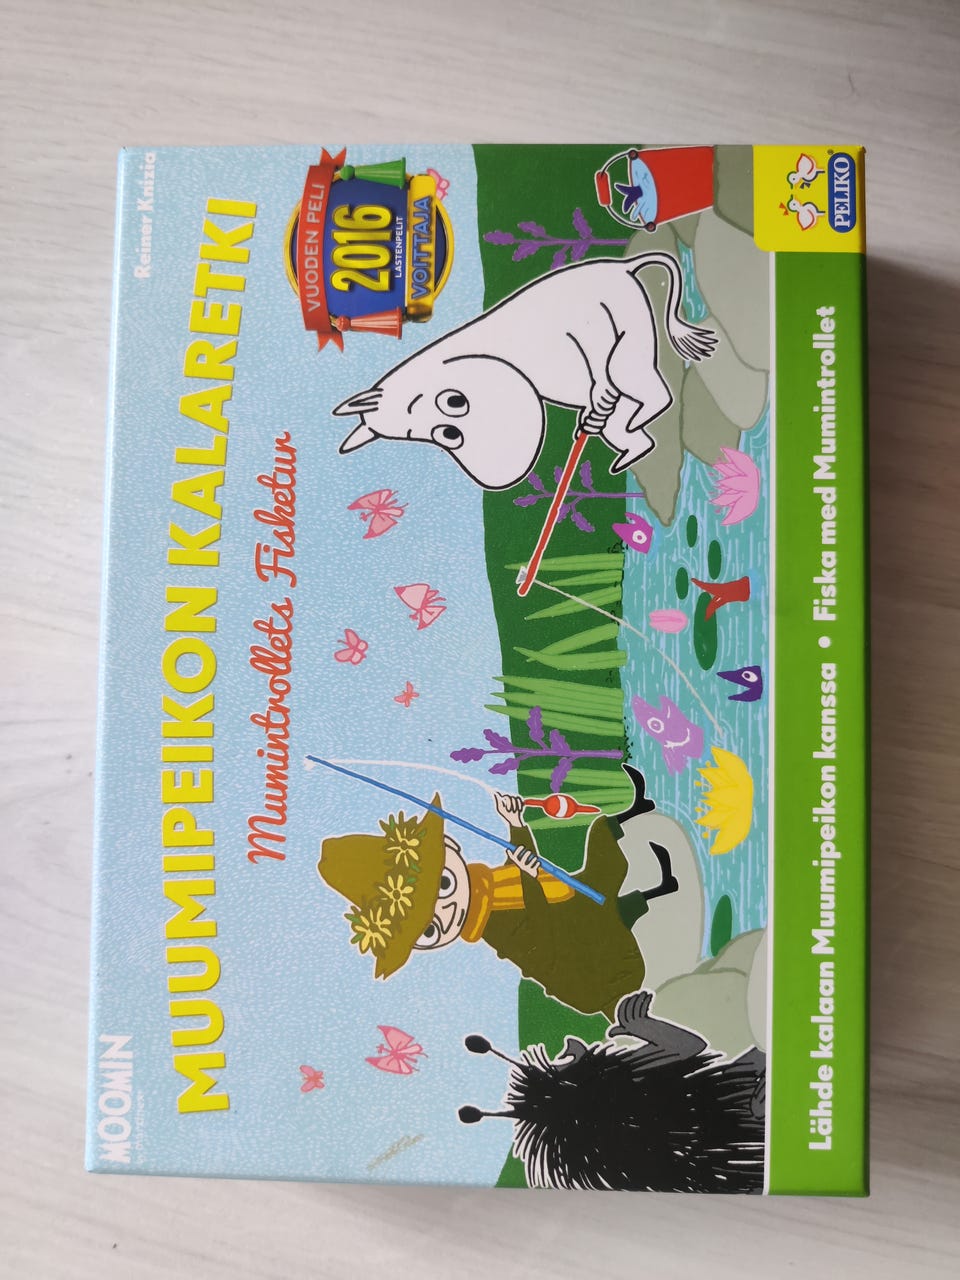 MOOMIN
Reiner Knizia
MUUMIPEIKON KALARETKI
Mumintrollets Fisketur
VUODEN PELI
2016
LASTENPELIT
VOITTAJA
PELIKO®
Lähde kalaan Muumipeikon kanssa • Fiska med Mumintrollet